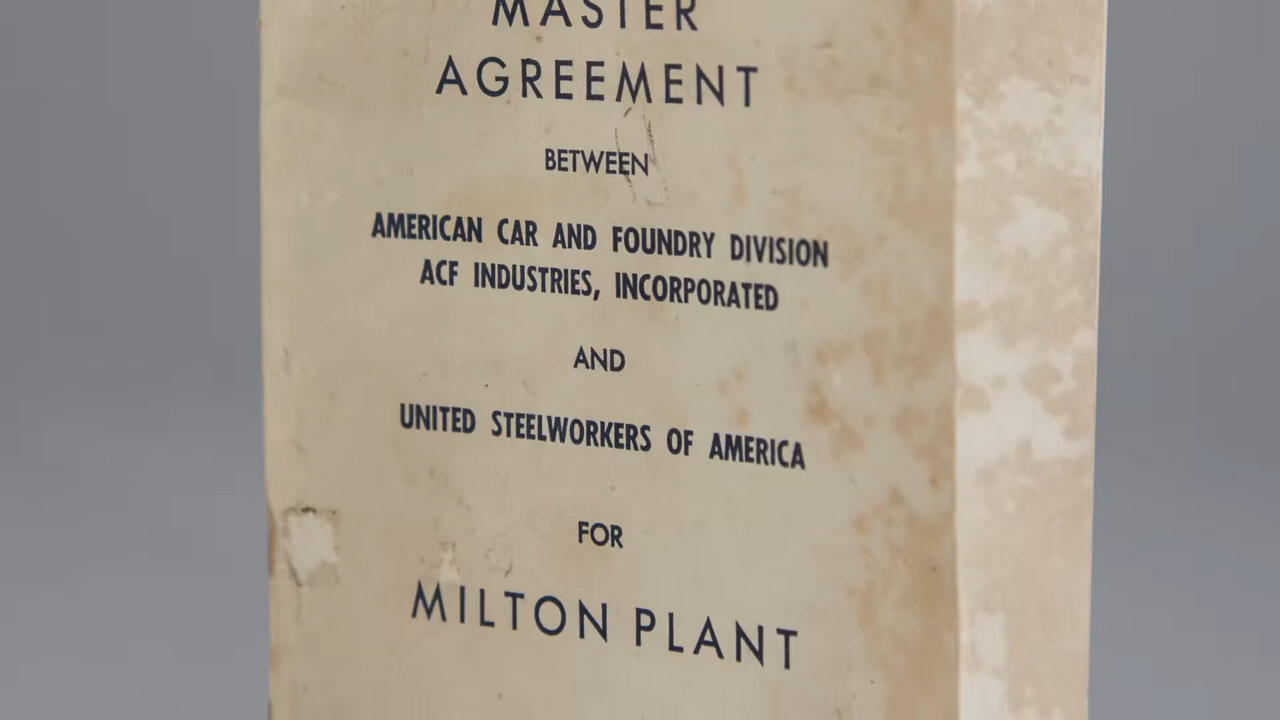 MASTER
AGREEMENT
BETWEEN
AMERICAN CAR AND FOUNDRY DIVISION
ACF INDUSTRIES, INCORPORATED
AND
UNITED STEELWORKERS OF AMERICA
FOR
MILTON PLANT